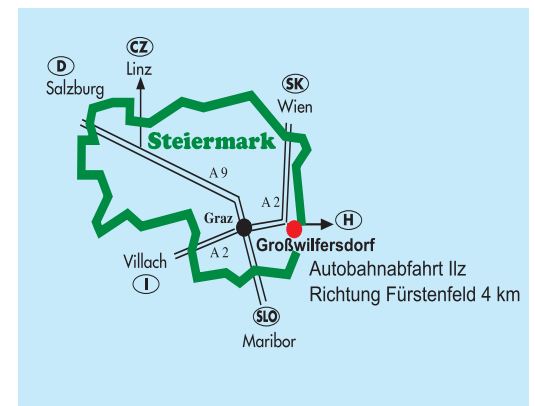 CZ
Linz
D
Salzburg
SK
Wien
Steiermark
A 9
A 2
Graz
H
Großwilfersdorf
A 2
Villach
I
Autobahnabfahrt Ilz
Richtung Fürstenfeld 4 km
SLO
Maribor